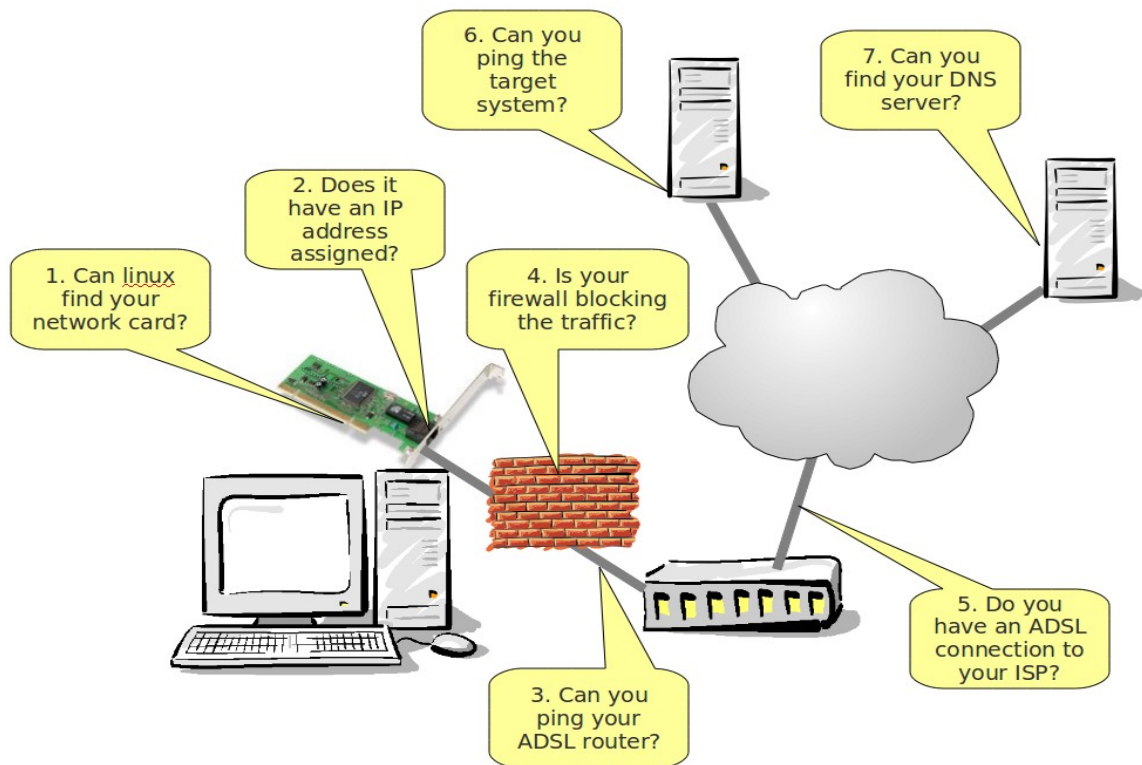 1. Can linux
find your
network card?
2. Does it
have an IP
address
assigned?
3. Can you
ping your
ADSL router?
4. Is your
firewall blocking
the traffic?
5. Do you
have an ADSL
connection to
your ISP?
6. Can you
ping the
target
system?
7. Can you
find your DNS
server?